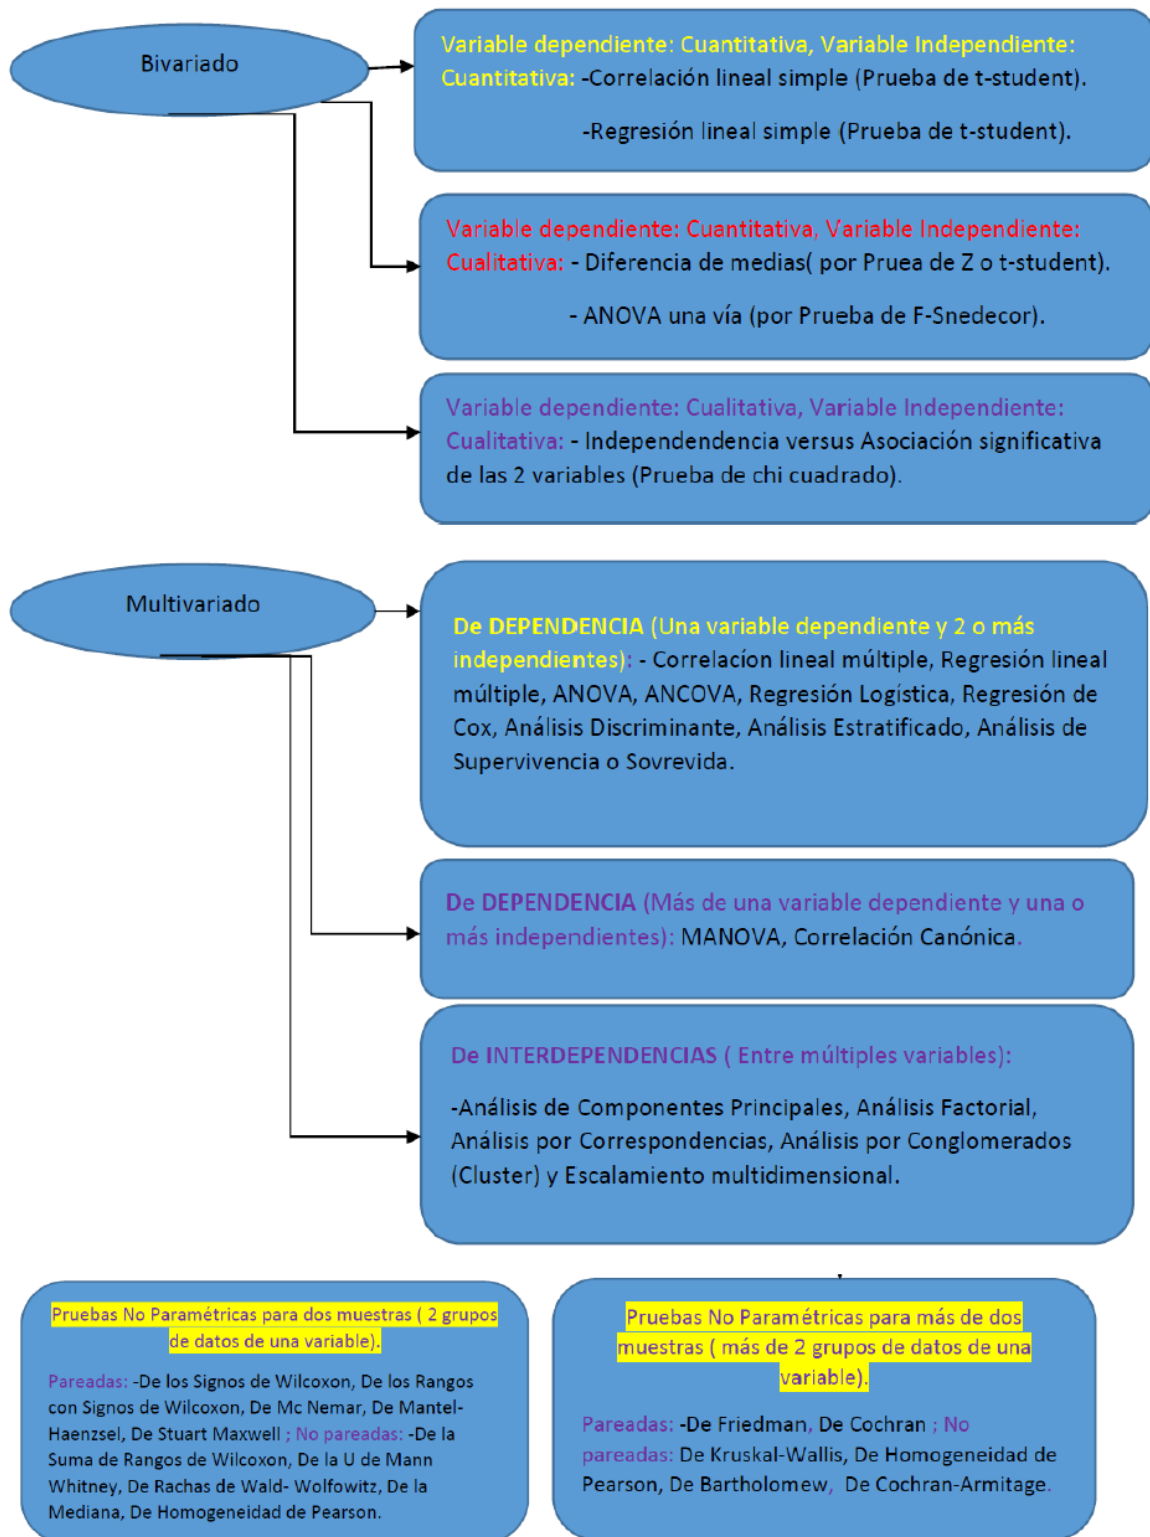 Bivariado
Variable dependiente: Cuantitativa, Variable Independiente:
Cuantitativa: -Correlación lineal simple (Prueba de t-student).
-Regresión lineal simple (Prueba de t-student).
Variable dependiente: Cuantitativa, Variable Independiente:
Cualitativa: - Diferencia de medias( por Pruea de Z o t-student).
- ANOVA una vía (por Prueba de F-Snedecor).
Variable dependiente: Cualitativa, Variable Independiente:
Cualitativa: - Independendencia versus Asociación significativa
de las 2 variables (Prueba de chi cuadrado).
Multivariado
De DEPENDENCIA (Una variable dependiente y 2 o más
independientes): - Correlacíon lineal múltiple, Regresión lineal
múltiple, ANOVA, ANCOVA, Regresión Logística, Regresión de
Cox, Análisis Discriminante, Análisis Estratificado, Análisis de
Supervivencia o Sovrevida.
De DEPENDENCIA (Más de una variable dependiente y una o
más independientes): MANOVA, Correlación Canónica.
De INTERDEPENDENCIAS ( Entre múltiples variables):
-Análisis de Componentes Principales, Análisis Factorial,
Análisis por Correspondencias, Análisis por Conglomerados
(Cluster) y Escalamiento multidimensional.
Pruebas No Paramétricas para dos muestras ( 2 grupos
de datos de una variable).
Pareadas: -De los Signos de Wilcoxon, De los Rangos
con Signos de Wilcoxon, De Mc Nemar, De Mantel-
Haenzsel, De Stuart Maxwell ; No pareadas: -De la
Suma de Rangos de Wilcoxon, De la U de Mann
Whitney, De Rachas de Wald- Wolfowitz, De la
Mediana, De Homogeneidad de Pearson.
Pruebas No Paramétricas para más de dos
muestras ( más de 2 grupos de datos de una
variable).
Pareadas: -De Friedman, De Cochran ; No
pareadas: De Kruskal-Wallis, De Homogeneidad de
Pearson, De Bartholomew, De Cochran-Armitage.